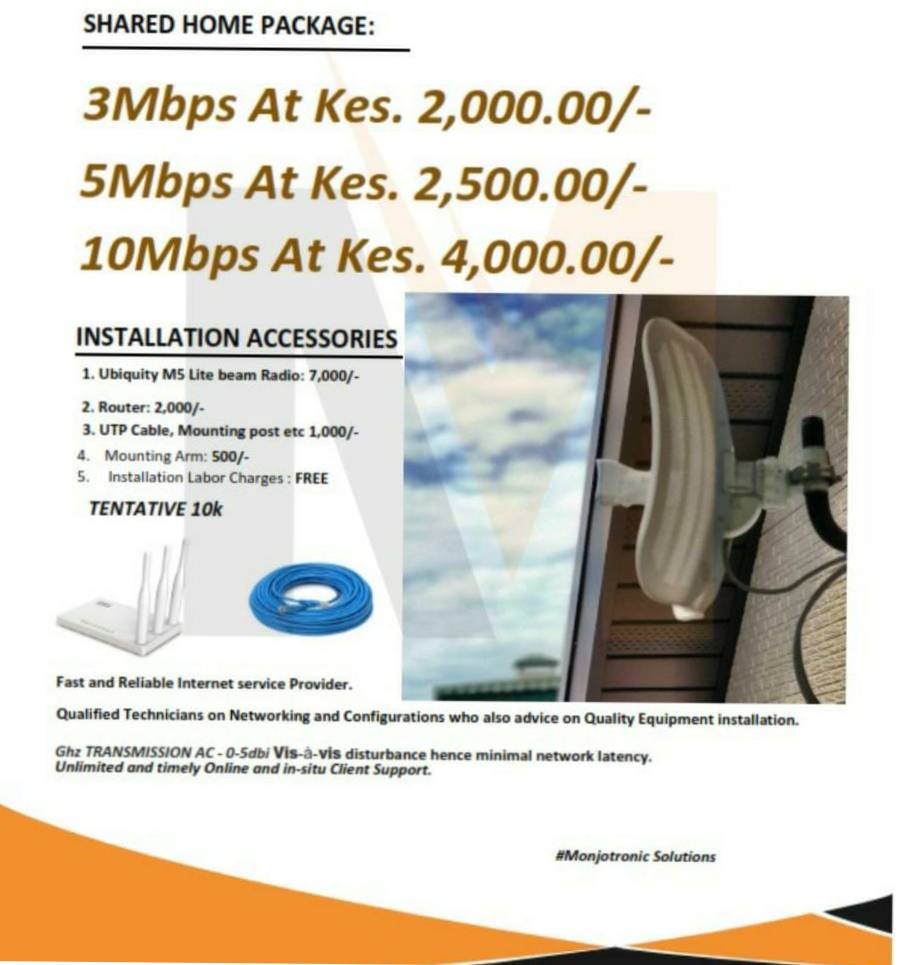 SHARED HOME PACKAGE:
3Mbps At Kes. 2,000.00/-
5Mbps At Kes. 2,500.00/-
10Mbps At Kes. 4,000.00/-
INSTALLATION ACCESSORIES
1. Ubiquity M5 Lite beam Radio: 7,000/-
2. Router: 2,000/-
3. UTP Cable, Mounting post etc 1,000/-
4. Mounting Arm: 500/-
5. Installation Labor Charges : FREE
TENTATIVE 10k
Fast and Reliable Internet service Provider.
Qualified Technicians on Networking and Configurations who also advice on Quality Equipment installation.
Ghz TRANSMISSION AC - 0-5dbi Vis-à-vis disturbance hence minimal network latency.
Unlimited and timely Online and in-situ Client Support.
#Monjotronic Solutions